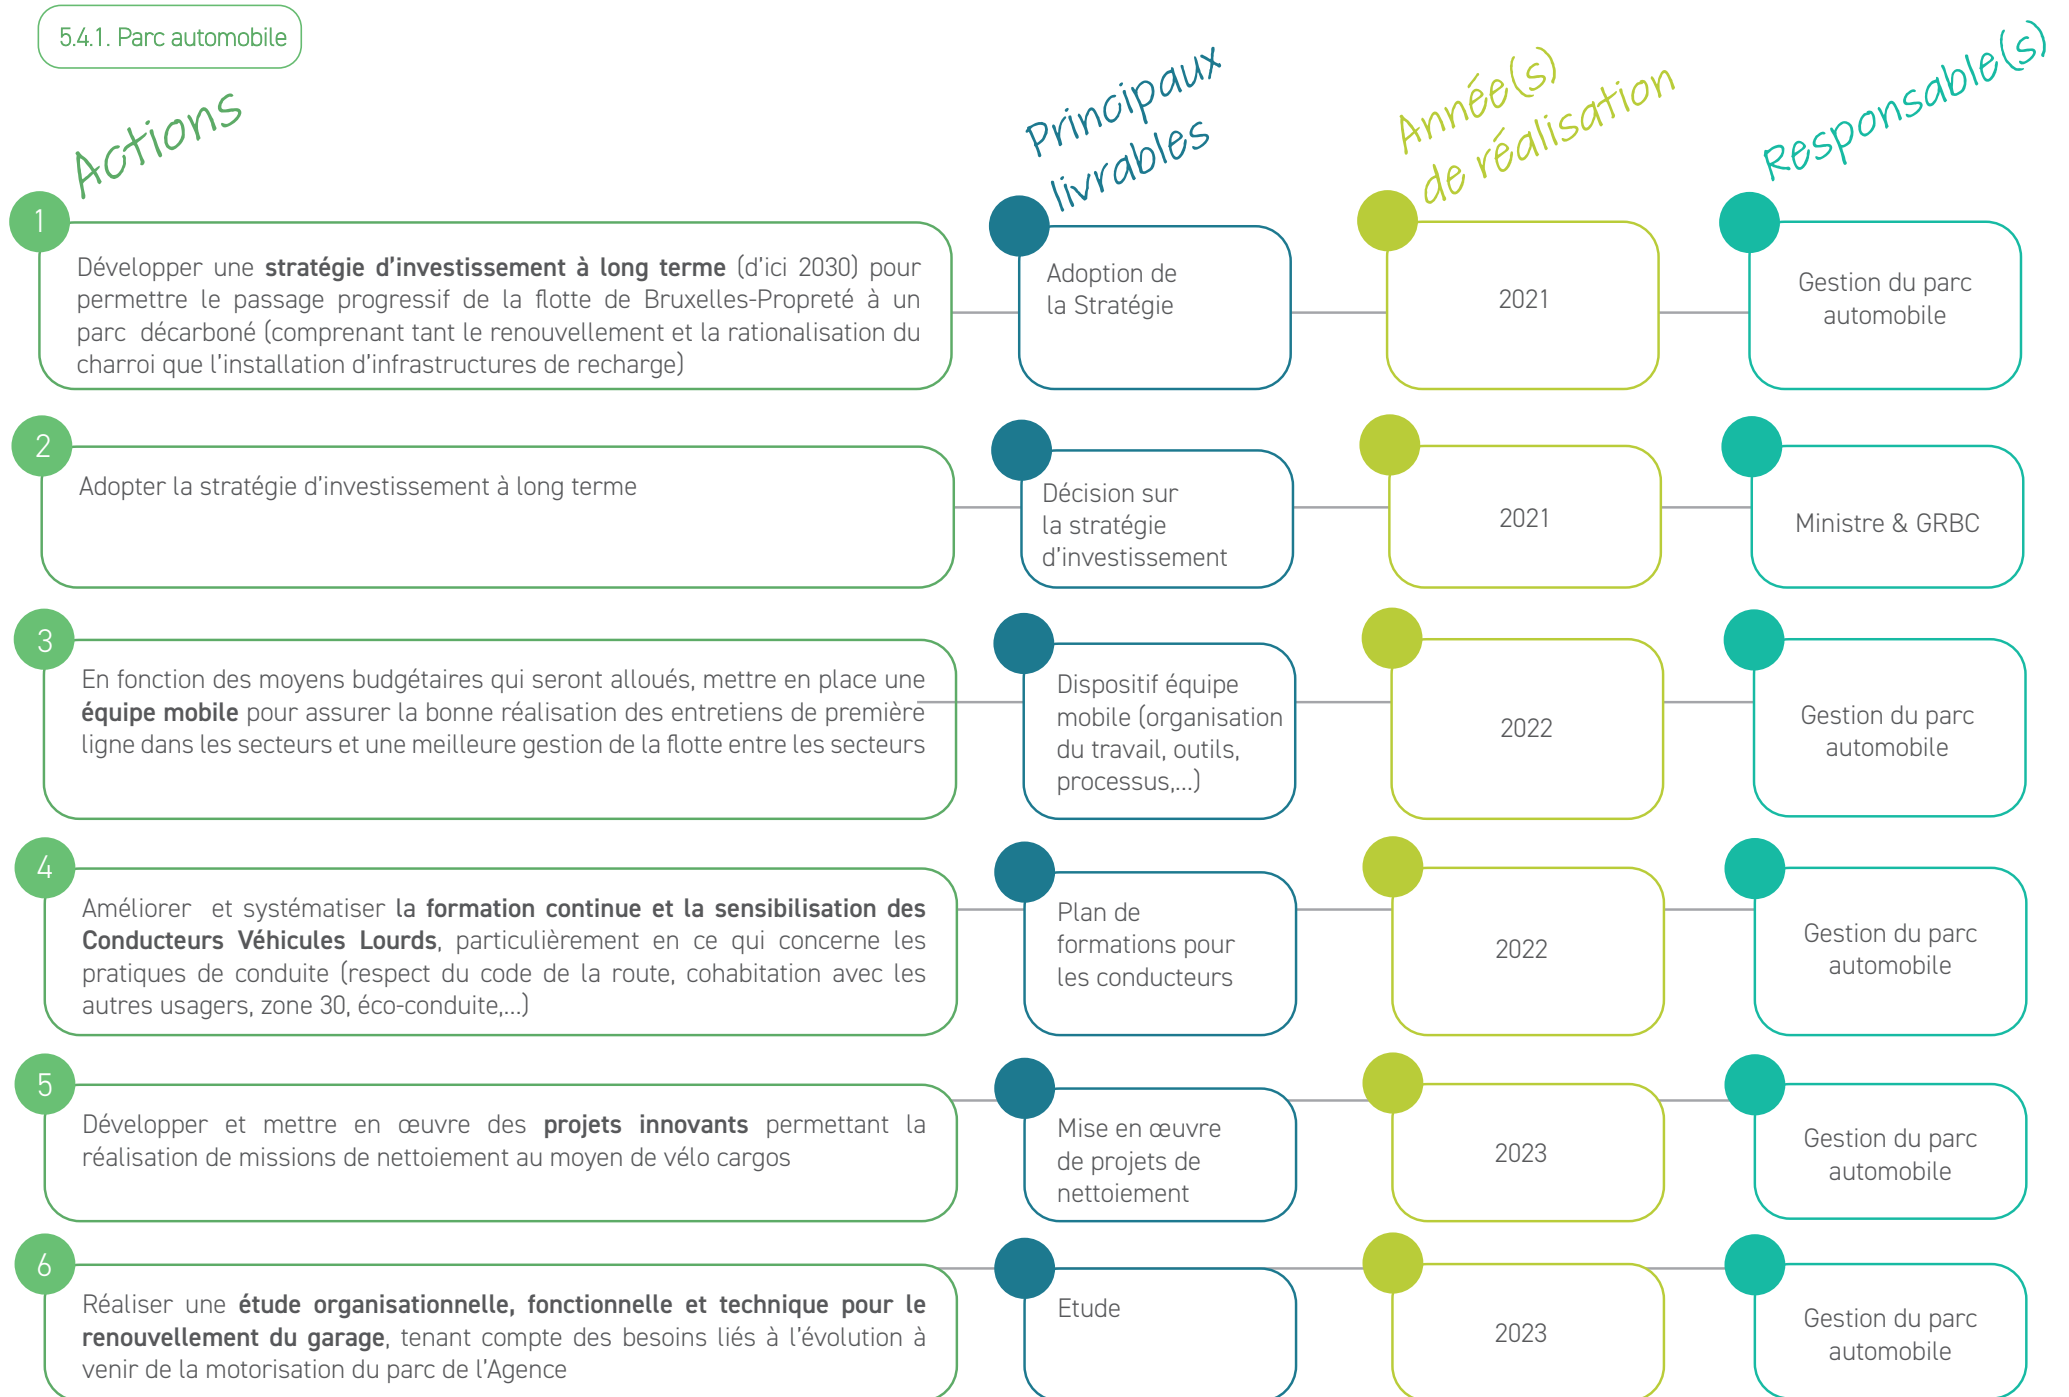 5.4.1. Parc automobile
Actions
Principaux
livrables
Année(s)
de réalisation
Responsable(s)
1
Développer une stratégie d'investissement à long terme (d'ici 2030) pour
permettre le passage progressif de la flotte de Bruxelles-Propreté à un
parc décarboné (comprenant tant le renouvellement et la rationalisation du
charroi que l'installation d'infrastructures de recharge)
Adoption de
la Stratégie
2021
Gestion du parc
automobile
2
Adopter la stratégie d'investissement à long terme
Décision sur
la stratégie
d'investissement
2021
Ministre & GRBC
3
En fonction des moyens budgétaires qui seront alloués, mettre en place une
équipe mobile pour assurer la bonne réalisation des entretiens de première
ligne dans les secteurs et une meilleure gestion de la flotte entre les secteurs
Dispositif équipe
mobile (organisation
du travail, outils,
processus,...)
2022
Gestion du parc
automobile
4
Améliorer et systématiser la formation continue et la sensibilisation des
Conducteurs Véhicules Lourds, particulièrement en ce qui concerne les
pratiques de conduite (respect du code de la route, cohabitation avec les
autres usagers, zone 30, éco-conduite,...)
Plan de
formations pour
les conducteurs
2022
Gestion du parc
automobile
5
Développer et mettre en œuvre des projets innovants permettant la
réalisation de missions de nettoiement au moyen de vélo cargos
Mise en œuvre
de projets de
nettoiement
2023
Gestion du parc
automobile
6
Réaliser une étude organisationnelle, fonctionnelle et technique pour le
renouvellement du garage, tenant compte des besoins liés à l'évolution à
venir de la motorisation du parc de l'Agence
Etude
2023
Gestion du parc
automobile